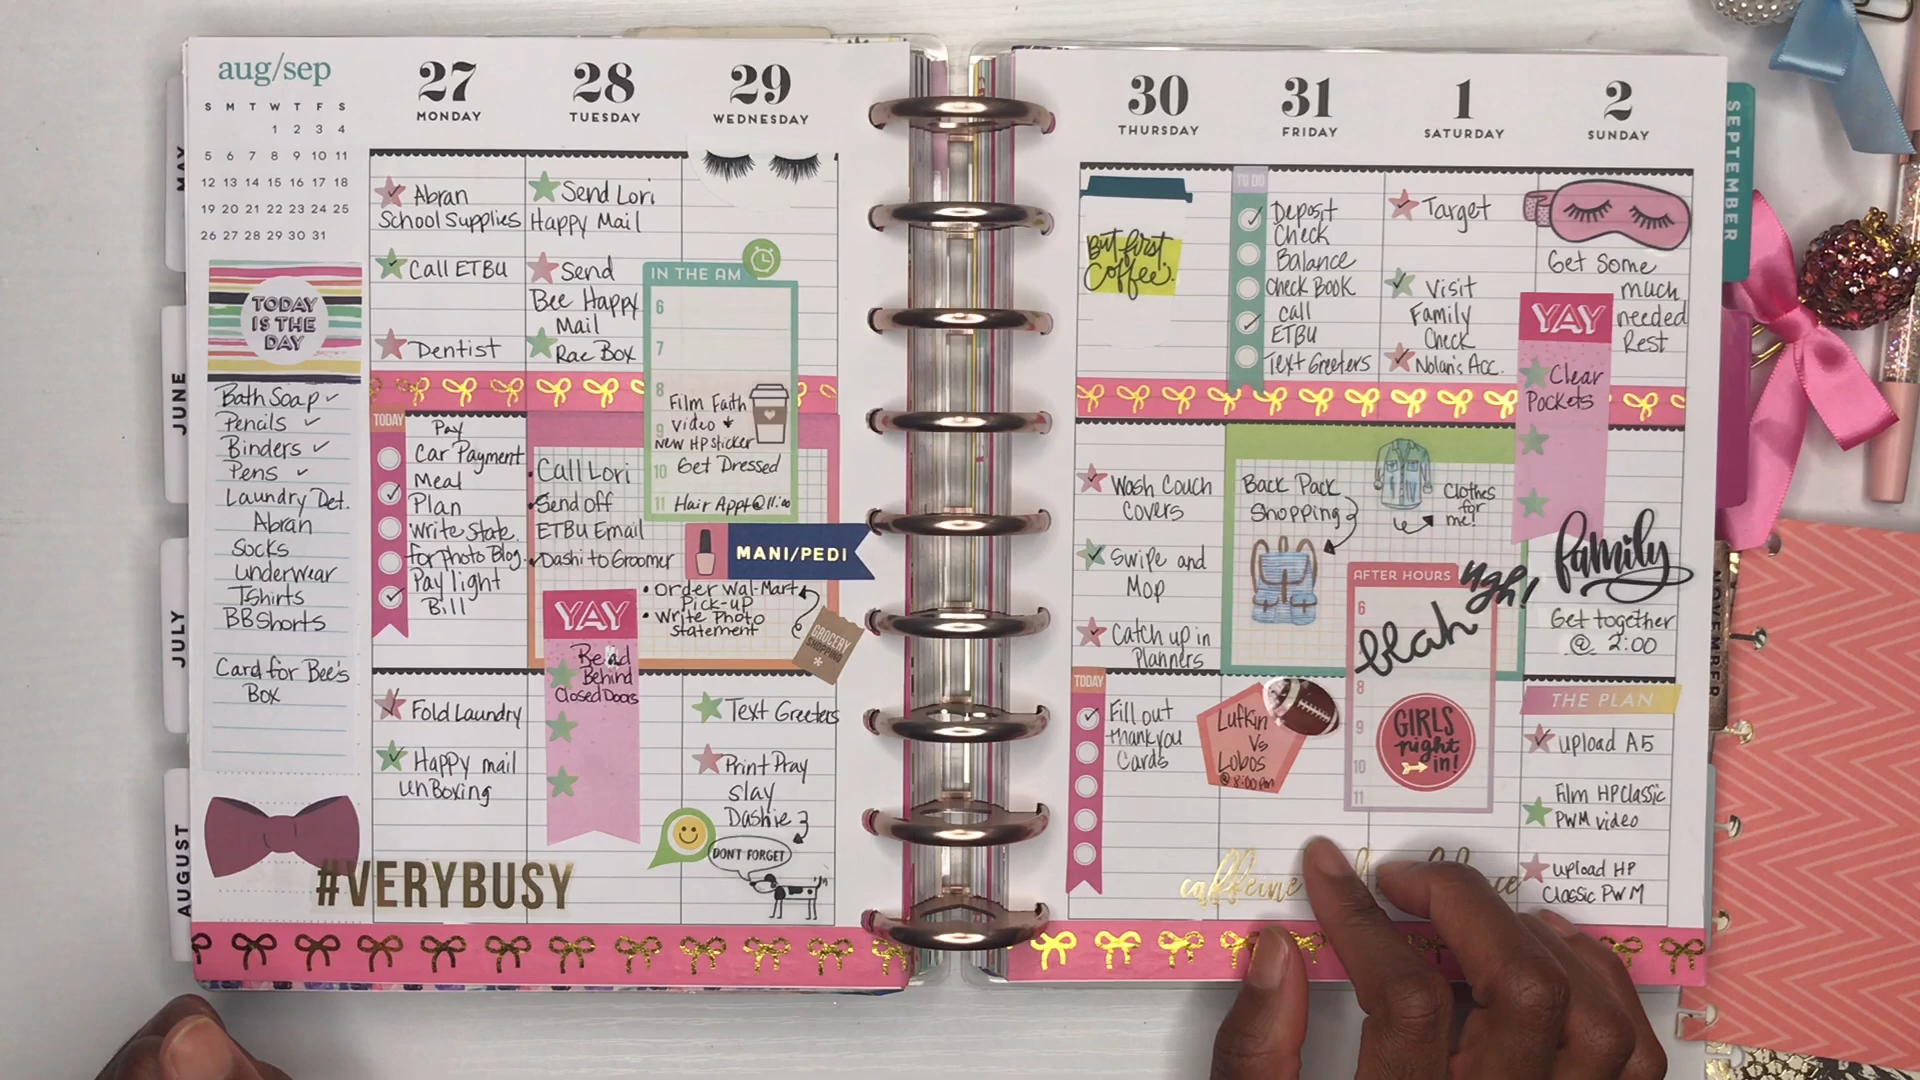 aug/sep
S M T W T F S
1 2 3 4
5 6 7 8 9 10 11
12 13 14 15 16 17 18
19 20 21 22 23 24 25
26 27 28 29 30 31
TODAY
IS THE
DAY
Bath Soap
Pencils
Binders
Pens
Laundry Det.
Abran
Socks
underwear
Tshirts
BBShorts
Card for Bee's
Box
#VERYBUSY
MAY
JUNE
JULY
AUGUST
27
MONDAY
Abran
School Supplies
Call ETBU
Dentist
TODAY
Pay
Car Payment
Meal
Plan
Write State.
for photo Blog.
Pay light
Bill
Fold Laundry
Happy mail
unBoxing
28
TUESDAY
Send Lori
Happy Mail
Send
Bee Happy
Mail
Rae Box
Call Lori
Send off
ETBU Email
Dash to Groomer
YAY
Read
Behind
Closed Doors
29
WEDNESDAY
IN THE AM
6
7
8
Film Faith
video
9
New HP sticker
10 Get Dressed
11 Hair Appt@11:00
MANI/PEDI
• Order Wal-Mart
Pick-up
• Write Photo
Statement
GROCERY
SHOPPING
Text Greeters
Print Pray
slay
Dashie
DON'T FORGET
30
THURSDAY
But first
Coffee.
Wash Couch
Covers
Swipe and
Mop
Catch up in
Planners
TODAY
Fill out
thank you
Cards
31
FRIDAY
TO DO
Deposit
Check
Balance
Check BOOK
call
ETBU
Text Greeters
Back Pack
Shopping
Clothes
for
me!
Lufkin
Vs
Lobos
@ 8:00 pm
caffeine
1
SATURDAY
Target
Visit
Family
Check
Nolan's Acc.
AFTER HOURS
ugh!
6
blah
8
9
10
11
GIRLS
night
in!
2
SUNDAY
Get Some
much
needed
Rest
YAY
Clear
Pockets
family
Get together
@ 2:00
THE PLAN
upload A5
Film HP Classic
PWM video
upload HP
Classic PWM
SEPTEMBER
NOVEMBER